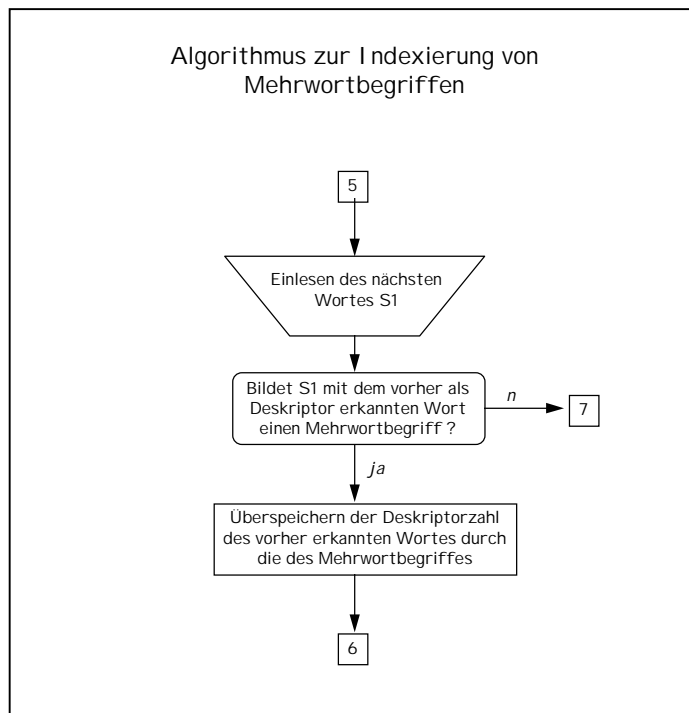 Algorithmus zur Indexierung von
Mehrwortbegriffen
5
Einlesen des nächsten
Wortes S1
Bildet S1 mit dem vorher als
Deskriptor erkannten Wort
einen Mehrwortbegriff?
n
7
ja
Überspeichern der Deskriptorzahl
des vorher erkannten Wortes durch
die des Mehrwortbegriffes
6